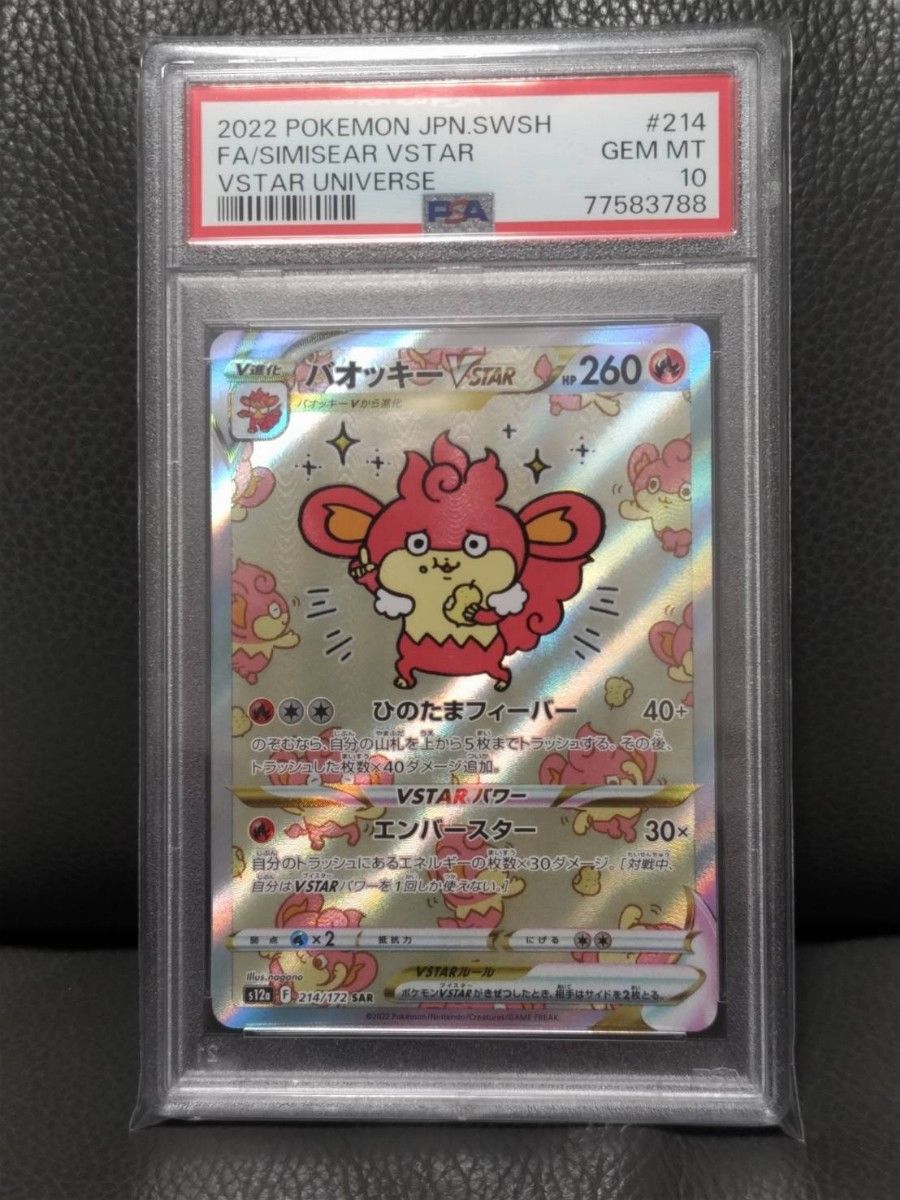 2022 POKEMON JPN.SWSH #214
FA/SIMISEAR VSTAR GEM MT
VSTAR UNIVERSE 10
PSA 77583788
V進化 バオッキー VSTAR HP 260
バオッキーVから進化
ひのたまフィーバー 40+
のぞむなら、自分の山札を上から5枚までトラッシュする。その後、
トラッシュした枚数×40ダメージ追加。
VSTARパワー
エンバースター 30×
自分のトラッシュにあるエネルギーの枚数×30ダメージ。[対戦中、
自分はVSTARパワーを1回しか使えない。]
弱点 ×2 抵抗力 にげる
Illus. nagano
VSTARルール
s12a F 214/172 SAR ポケモンVSTARがきぜつしたとき、相手はサイドを2枚とる。
©2022 Pokémon/Nintendo/Creatures/GAME FREAK.